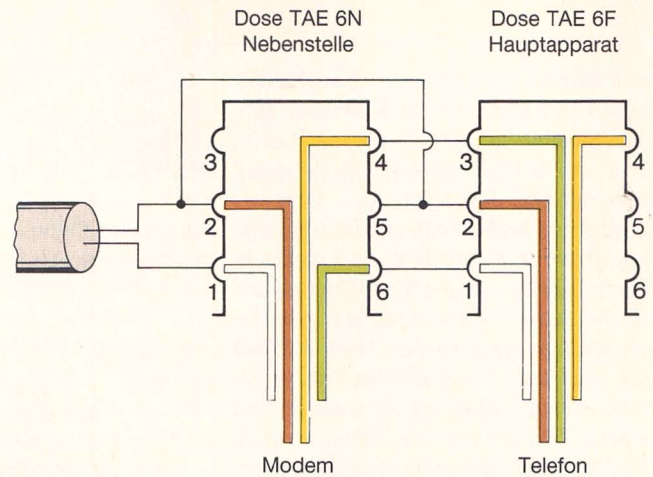 Dose TAE 6N
Nebenstelle
Dose TAE 6F
Hauptapparat
3 4 3 4
2 5 2 5
1 6 1 6
Modem Telefon